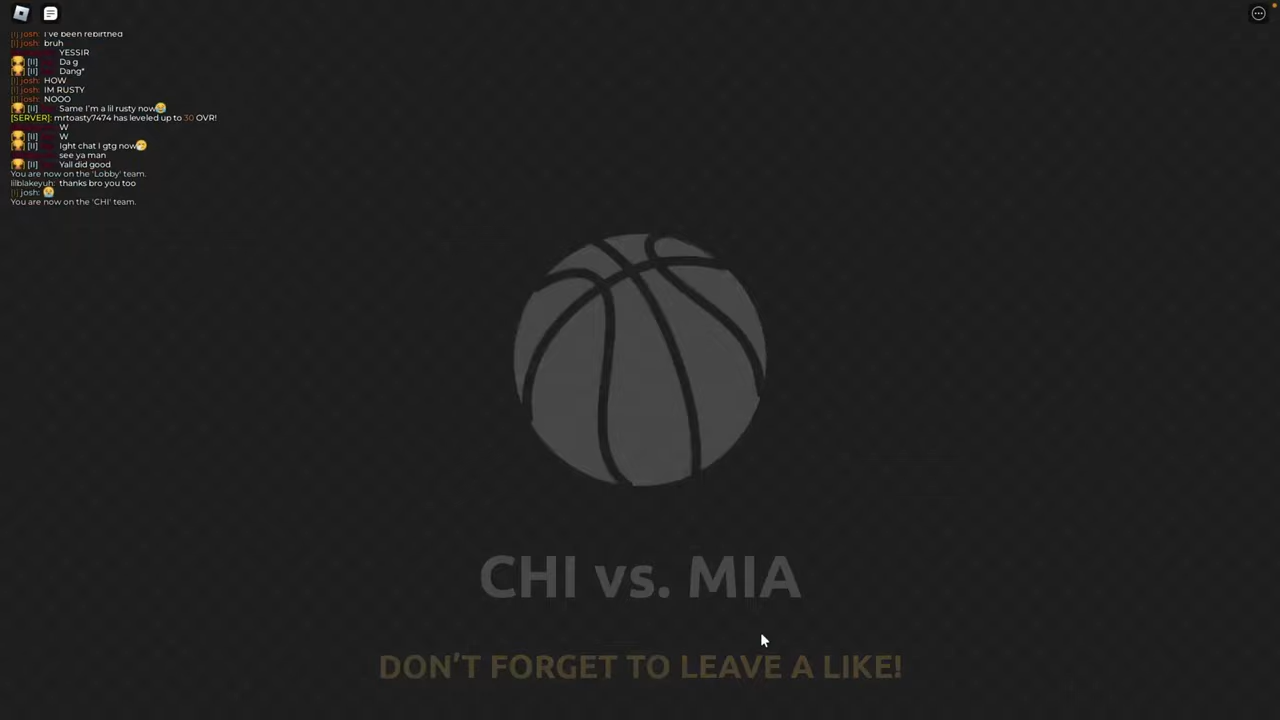 [I] josh: I've been rebirthed
[I] josh: bruh
YESSIR
[II] Da g
[II] Dang*
[I] josh: HOW
[I] josh: IM RUSTY
[I] josh: NOOO
[II] Same I'm a lil rusty now😂
[SERVER]: mrtoasty7474 has leveled up to 30 OVR!
W
[II] W
[II] Ight chat I gtg now
see ya man
[II] Yall did good
You are now on the 'Lobby' team.
lilblakeyuh: thanks bro you too
[I] josh: 😭
You are now on the 'CHI' team.
CHI vs. MIA
DON'T FORGET TO LEAVE A LIKE!